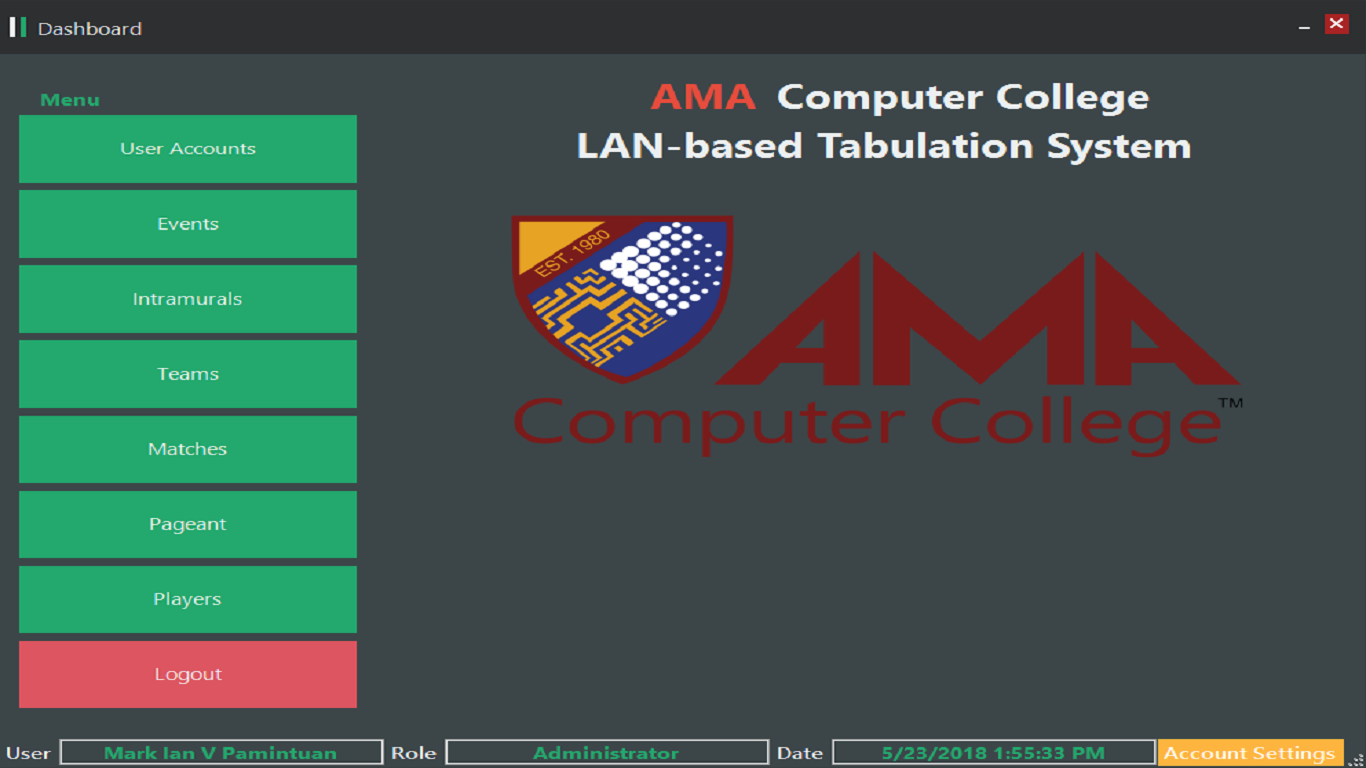 Dashboard
Menu
User Accounts
Events
Intramurals
Teams
Matches
Pageant
Players
Logout
AMA Computer College
LAN-based Tabulation System
EST. 1980
AMA
Computer College™
User Mark Ian V Pamintuan Role Administrator Date 5/23/2018 1:55:33 PM Account Settings